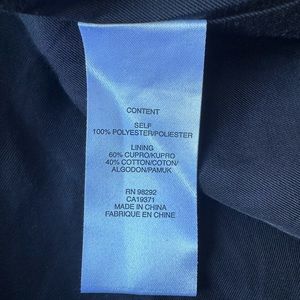 CONTENT
SELF
100% POLYESTER/POLIESTER
LINING
60% CUPRO/KUPRO
40% COTTON/COTON/
ALGODON/PAMUK
RN 98292
CA19371
MADE IN CHINA
FABRIQUE EN CHINE